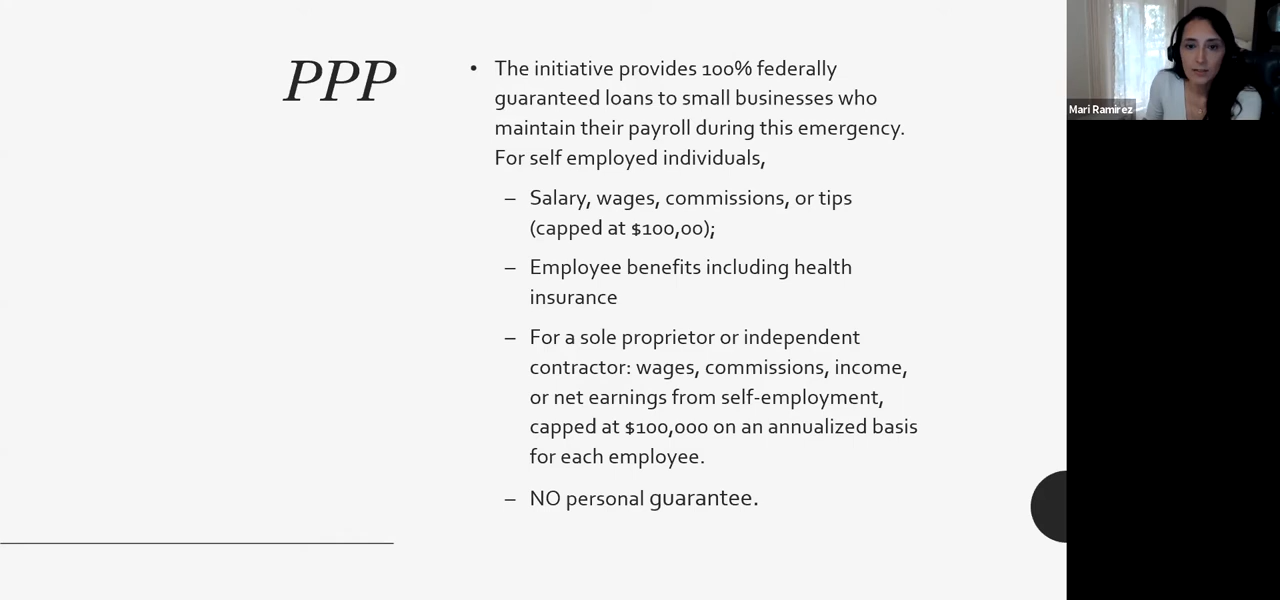 PPP
• The initiative provides 100% federally
guaranteed loans to small businesses who
maintain their payroll during this emergency.
For self employed individuals,
– Salary, wages, commissions, or tips
(capped at $100,00);
– Employee benefits including health
insurance
– For a sole proprietor or independent
contractor: wages, commissions, income,
or net earnings from self-employment,
capped at $100,000 on an annualized basis
for each employee.
– NO personal guarantee.
Mari Ramirez